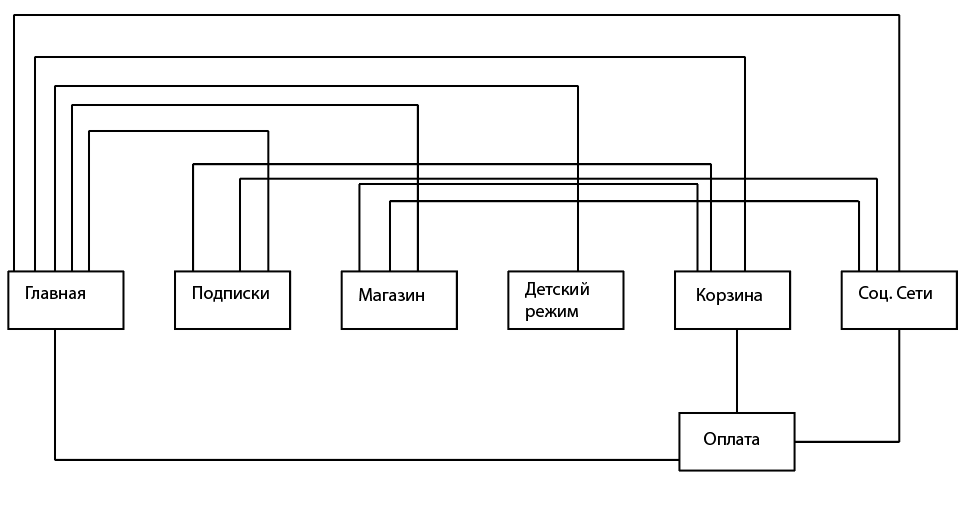 Главная
Подписки
Магазин
Детский
режим
Корзина
Соц. Сети
Оплата